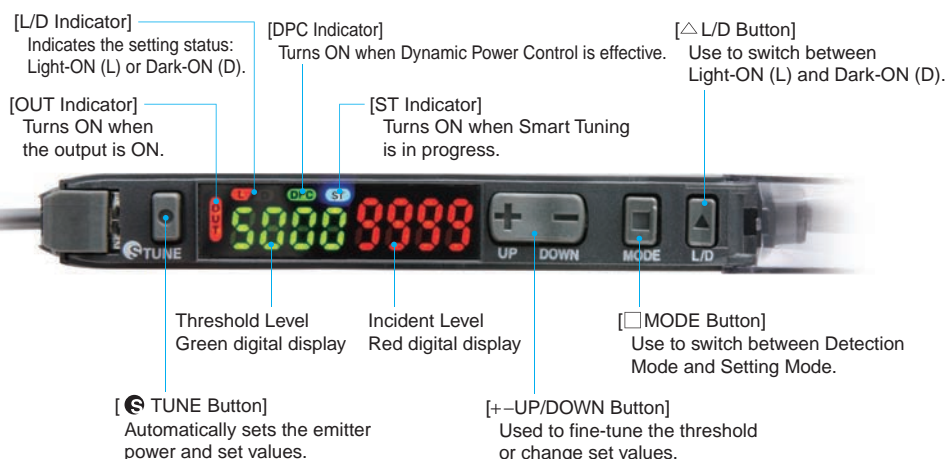 [L/D Indicator]
Indicates the setting status:
Light-ON (L) or Dark-ON (D).
[DPC Indicator]
Turns ON when Dynamic Power Control is effective.
[△ L/D Button]
Use to switch between
Light-ON (L) and Dark-ON (D).
[OUT Indicator]
Turns ON when
the output is ON.
[ST Indicator]
Turns ON when Smart Tuning
is in progress.
L DPC ST
OUT
5000 9999
STUNE
UP DOWN
MODE
L/D
Threshold Level
Green digital display
Incident Level
Red digital display
[□MODE Button]
Use to switch between Detection
Mode and Setting Mode.
[S TUNE Button]
Automatically sets the emitter
power and set values.
[+−UP/DOWN Button]
Used to fine-tune the threshold
or change set values.